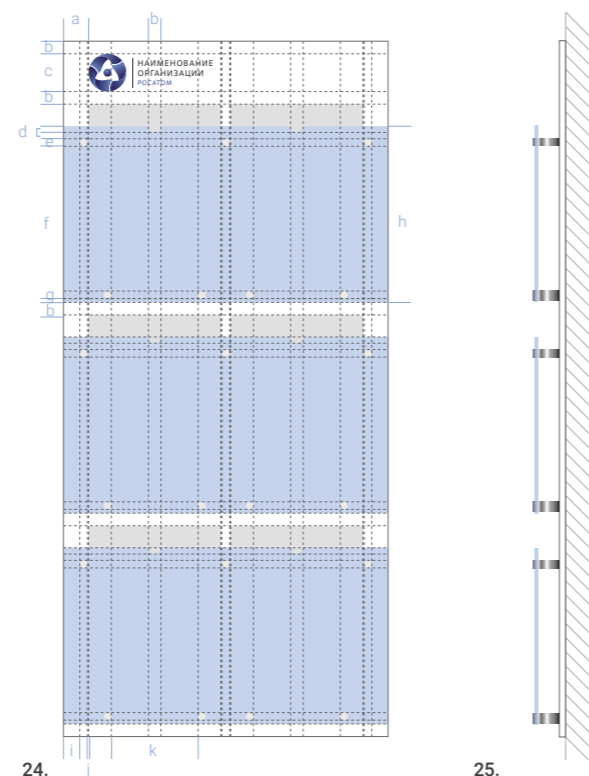 a b
b
c
НАИМЕНОВАНИЕ
ОРГАНИЗАЦИИ
РОСАТОМ
b
d
e
f
h
g
b
i k
j
24. 25.